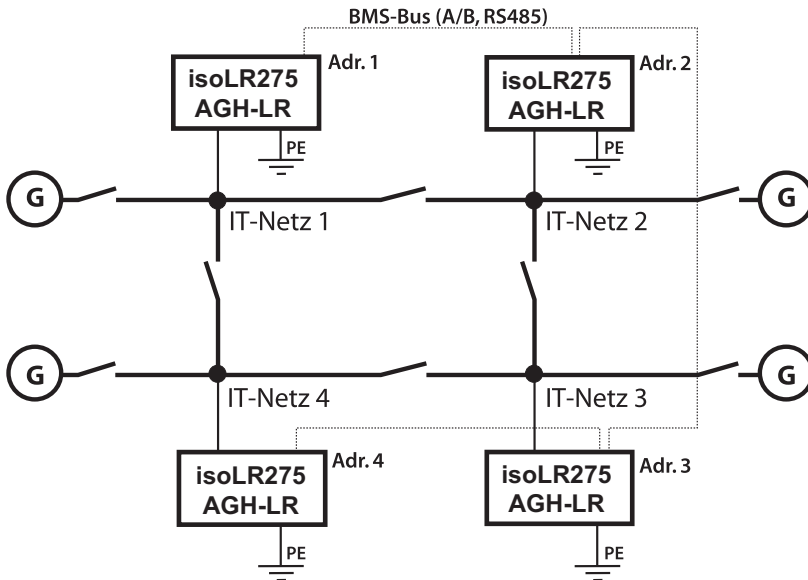 BMS-Bus (A/B, RS485)
isoLR275
AGH-LR
Adr. 1
isoLR275
AGH-LR
Adr. 2
PE
PE
G
G
IT-Netz 1
IT-Netz 2
G
G
IT-Netz 4
IT-Netz 3
isoLR275
AGH-LR
Adr. 4
isoLR275
AGH-LR
Adr. 3
PE
PE